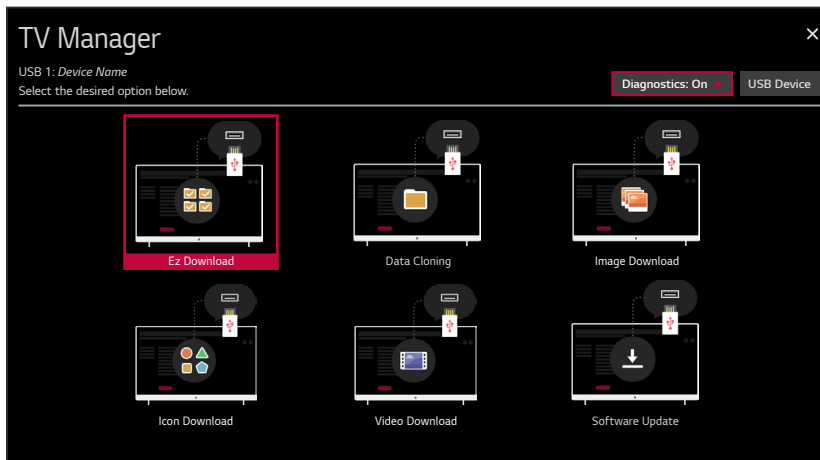 TV Manager
USB 1: Device Name
Select the desired option below.
Diagnostics: On
USB Device
Ez Download
Data Cloning
Image Download
Icon Download
Video Download
Software Update